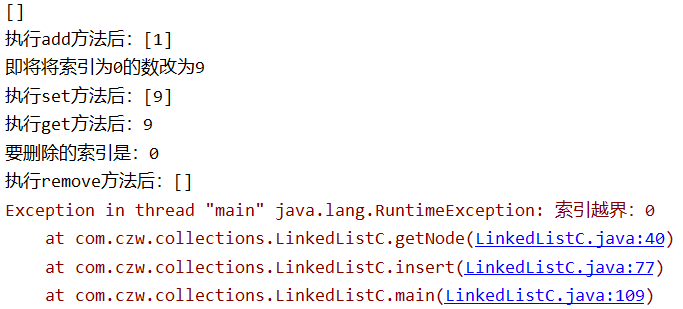 []
执行add方法后：[1]
即将将索引为0的数改为9
执行set方法后：[9]
执行get方法后：9
要删除的索引是：0
执行remove方法后：[]
Exception in thread "main" java.lang.RuntimeException: 索引越界：0
at com.czw.collections.LinkedListC.getNode(LinkedListC.java:40)
at com.czw.collections.LinkedListC.insert(LinkedListC.java:77)
at com.czw.collections.LinkedListC.main(LinkedListC.java:109)